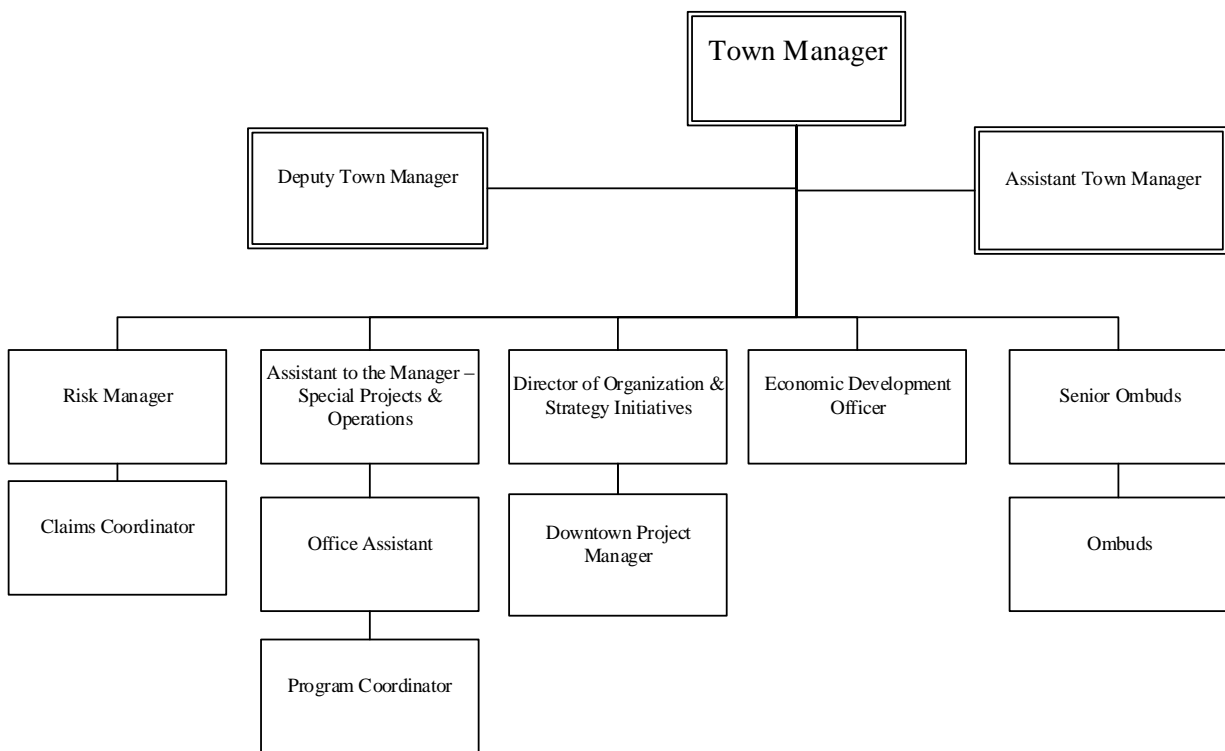 Town Manager
Deputy Town Manager
Assistant Town Manager
Risk Manager
Assistant to the Manager –
Special Projects &
Operations
Director of Organization &
Strategy Initiatives
Economic Development
Officer
Senior Ombuds
Claims Coordinator
Office Assistant
Downtown Project
Manager
Ombuds
Program Coordinator